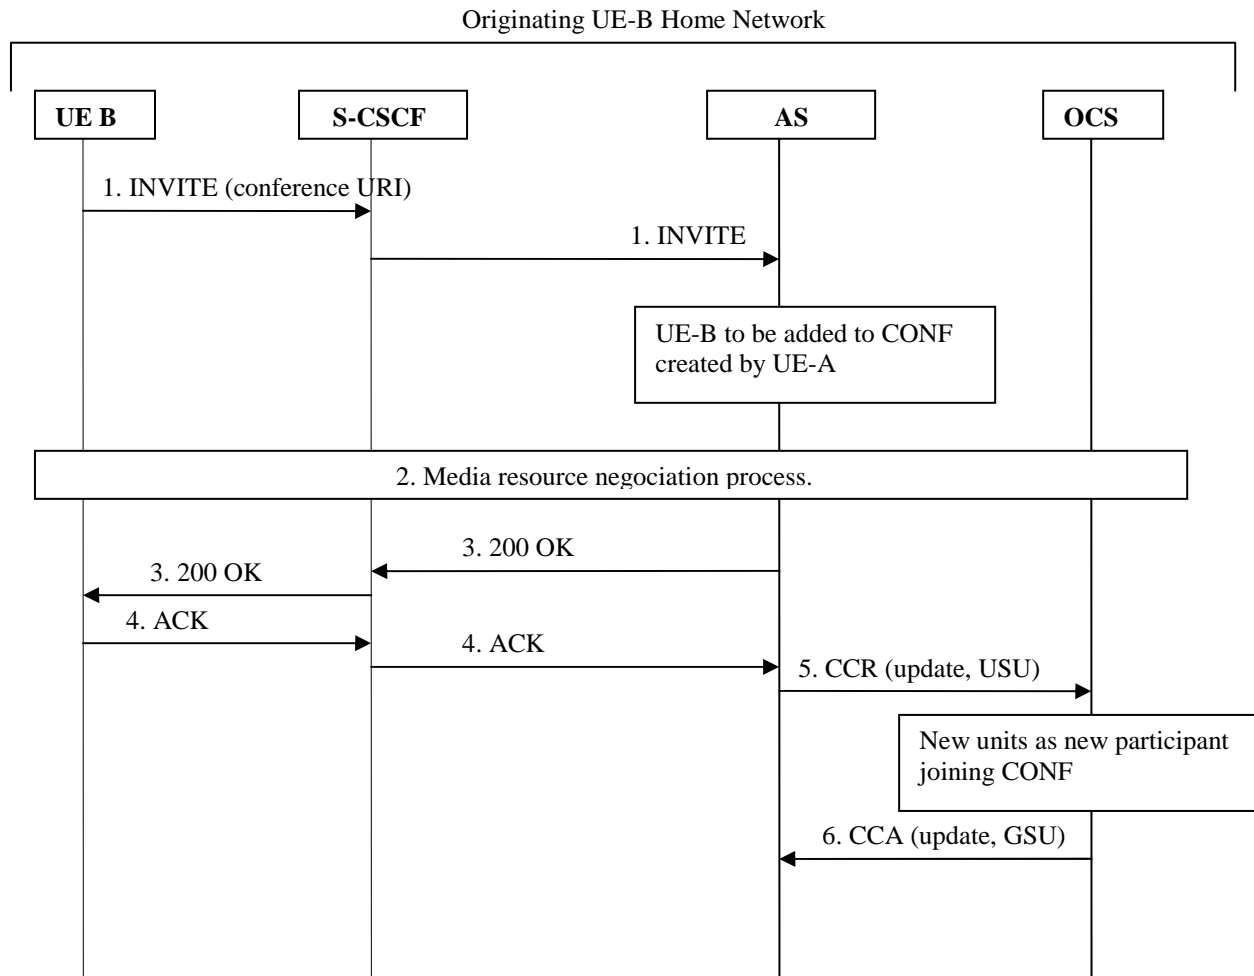 Originating UE-B Home Network
UE B
S-CSCF
AS
OCS
1. INVITE (conference URI)
1. INVITE
UE-B to be added to CONF
created by UE-A
2. Media resource negociation process.
3. 200 OK
3. 200 OK
4. ACK
4. ACK
5. CCR (update, USU)
New units as new participant
joining CONF
6. CCA (update, GSU)